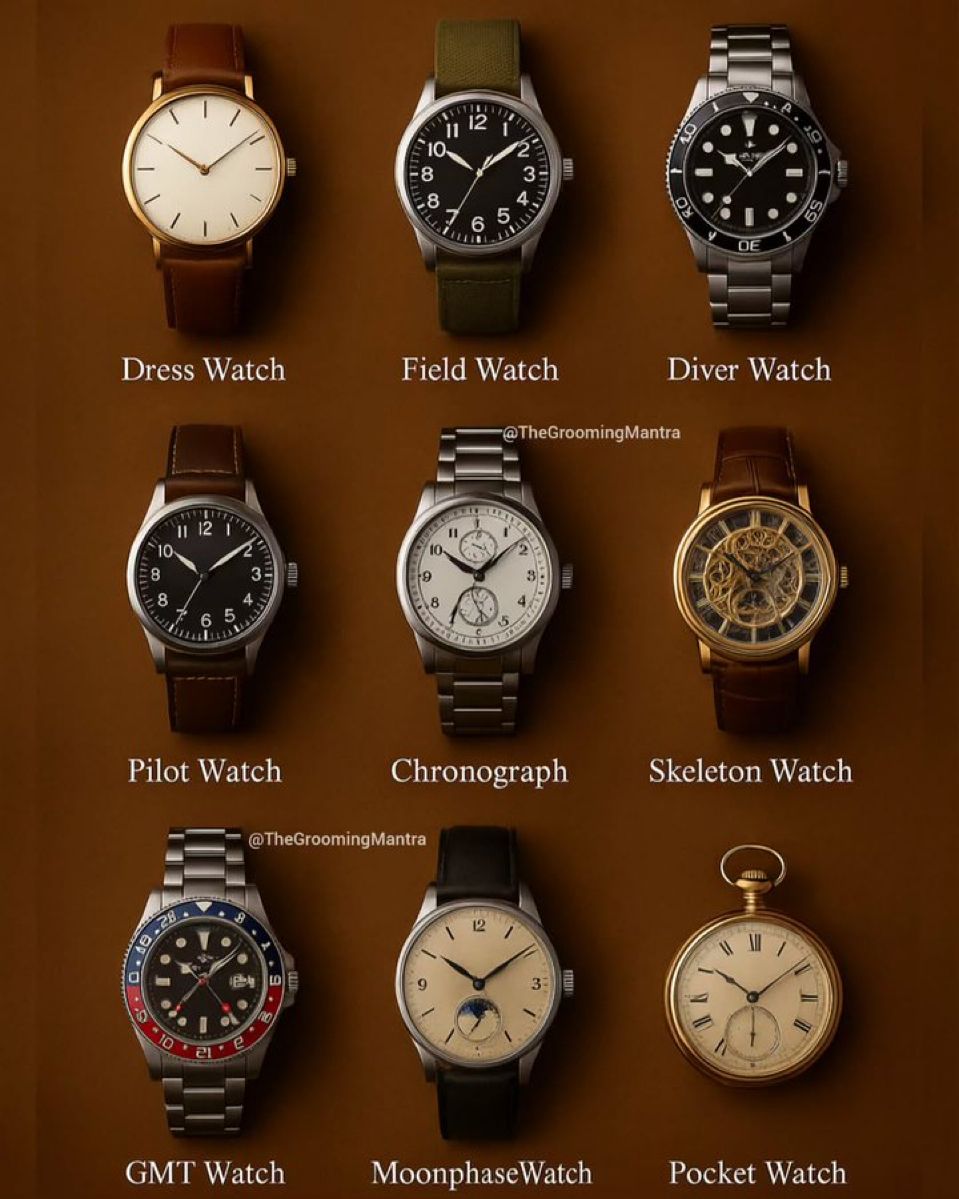 Dress Watch
Field Watch
Diver Watch
@TheGroomingMantra
Pilot Watch
Chronograph
Skeleton Watch
@TheGroomingMantra
GMT Watch
MoonphaseWatch
Pocket Watch